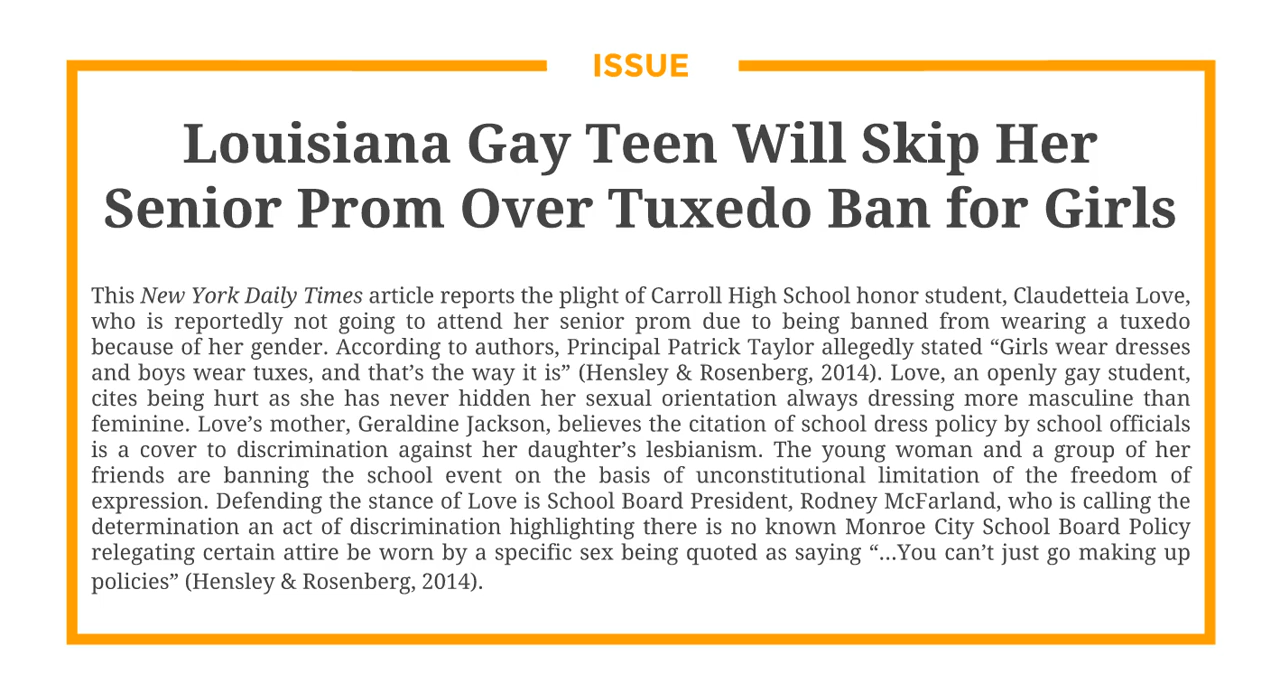 ISSUE
Louisiana Gay Teen Will Skip Her
Senior Prom Over Tuxedo Ban for Girls
This New York Daily Times article reports the plight of Carroll High School honor student, Claudetteia Love,
who is reportedly not going to attend her senior prom due to being banned from wearing a tuxedo
because of her gender. According to authors, Principal Patrick Taylor allegedly stated “Girls wear dresses
and boys wear tuxes, and that’s the way it is” (Hensley & Rosenberg, 2014). Love, an openly gay student,
cites being hurt as she has never hidden her sexual orientation always dressing more masculine than
feminine. Love’s mother, Geraldine Jackson, believes the citation of school dress policy by school officials
is a cover to discrimination against her daughter’s lesbianism. The young woman and a group of her
friends are banning the school event on the basis of unconstitutional limitation of the freedom of
expression. Defending the stance of Love is School Board President, Rodney McFarland, who is calling the
determination an act of discrimination highlighting there is no known Monroe City School Board Policy
relegating certain attire be worn by a specific sex being quoted as saying “...You can’t just go making up
policies” (Hensley & Rosenberg, 2014).